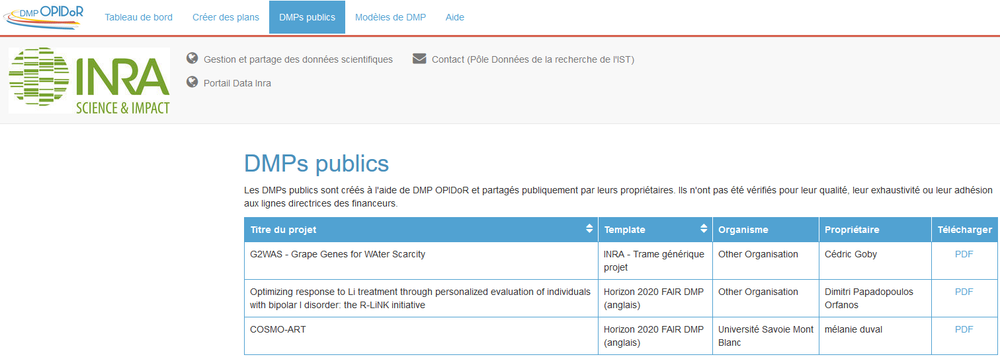 DMP OPIDoR
Tableau de bord
Créer des plans
DMPs publics
Modèles de DMP
Aide
INRA
SCIENCE & IMPACT
Gestion et partage des données scientifiques
Contact (Pôle Données de la recherche de l'IST)
Portail Data Inra
DMPs publics
Les DMPs publics sont créés à l'aide de DMP OPIDoR et partagés publiquement par leurs propriétaires. Ils n'ont pas été vérifiés pour leur qualité, leur exhaustivité ou leur adhésion
aux lignes directrices des financeurs.
Titre du projet Template Organisme Propriétaire Télécharger
G2WAS - Grape Genes for WAter Scarcity INRA - Trame générique Other Organisation Cédric Goby PDF
projet
Optimizing response to Li treatment through personalized evaluation of individuals Horizon 2020 FAIR DMP Other Organisation Dimitri Papadopoulos PDF
with bipolar I disorder: the R-LiNK initiative (anglais) Orfanos
COSMO-ART Horizon 2020 FAIR DMP Université Savoie Mont mélanie duval PDF
(anglais) Blanc